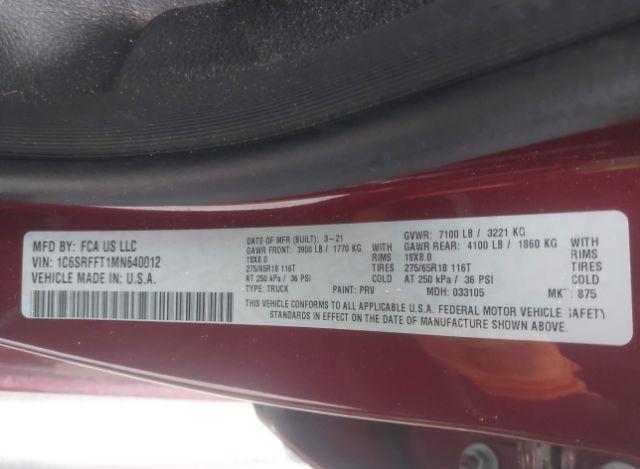 MFD BY: FCA US LLC
VIN: 1C6SRFFT1MN640012
VEHICLE MADE IN U.S.A.
DATE OF MFR (BUILT): 3-21
GAWR FRONT: 3900 LB / 1770 KG WITH
18X8.0 RIMS
275/65R18 116T TIRES
AT 250 kPa / 36 PSI COLD
TYPE: TRUCK PAINT: PRV
GVWR: 7100 LB / 3221 KG
GAWR REAR: 4100 LB / 1860 KG WITH
18X8.0 RIMS
275/65R18 116T TIRES
AT 250 kPa / 36 PSI COLD
MDH: 033105 MK: 875
THIS VEHICLE CONFORMS TO ALL APPLICABLE U.S.A. FEDERAL MOTOR VEHICLE SAFETY
STANDARDS IN EFFECT ON THE DATE OF MANUFACTURE SHOWN ABOVE.